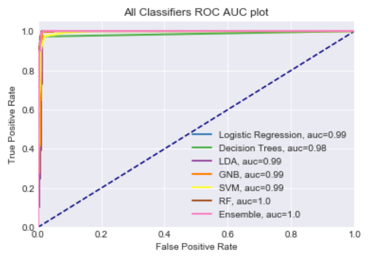 All Classifiers ROC AUC plot
1.0
0.8
0.6
0.4
0.2
0.0
True Positive Rate
Logistic Regression, auc=0.99
Decision Trees, auc=0.98
LDA, auc=0.99
GNB, auc=0.99
SVM, auc=0.99
RF, auc=1.0
Ensemble, auc=1.0
0.0 0.2 0.4 0.6 0.8 1.0
False Positive Rate